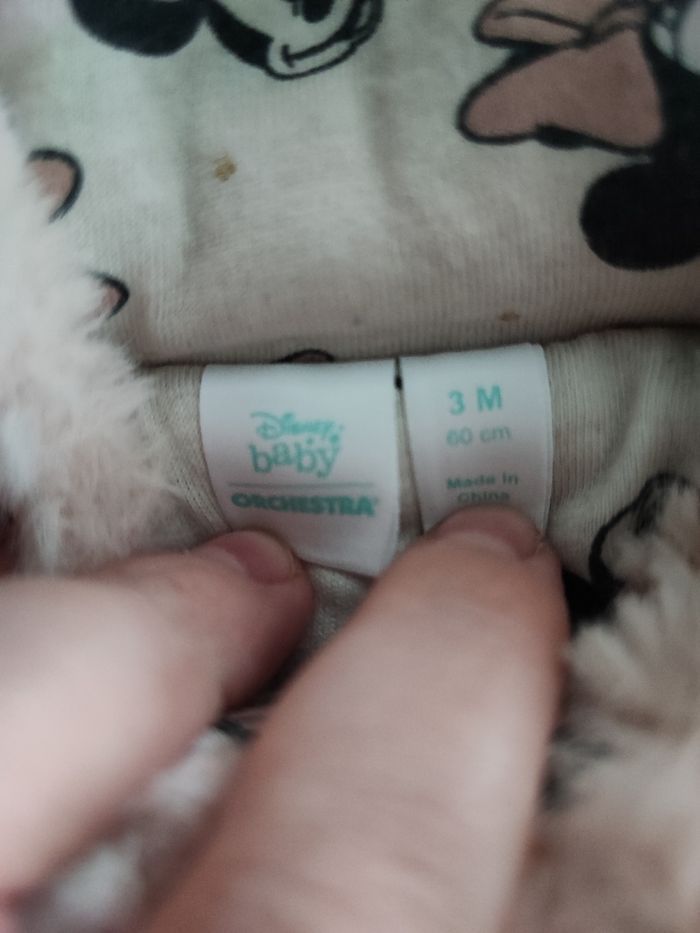 Disney
baby
ORCHESTRA
3 M
60 cm
Made in
China